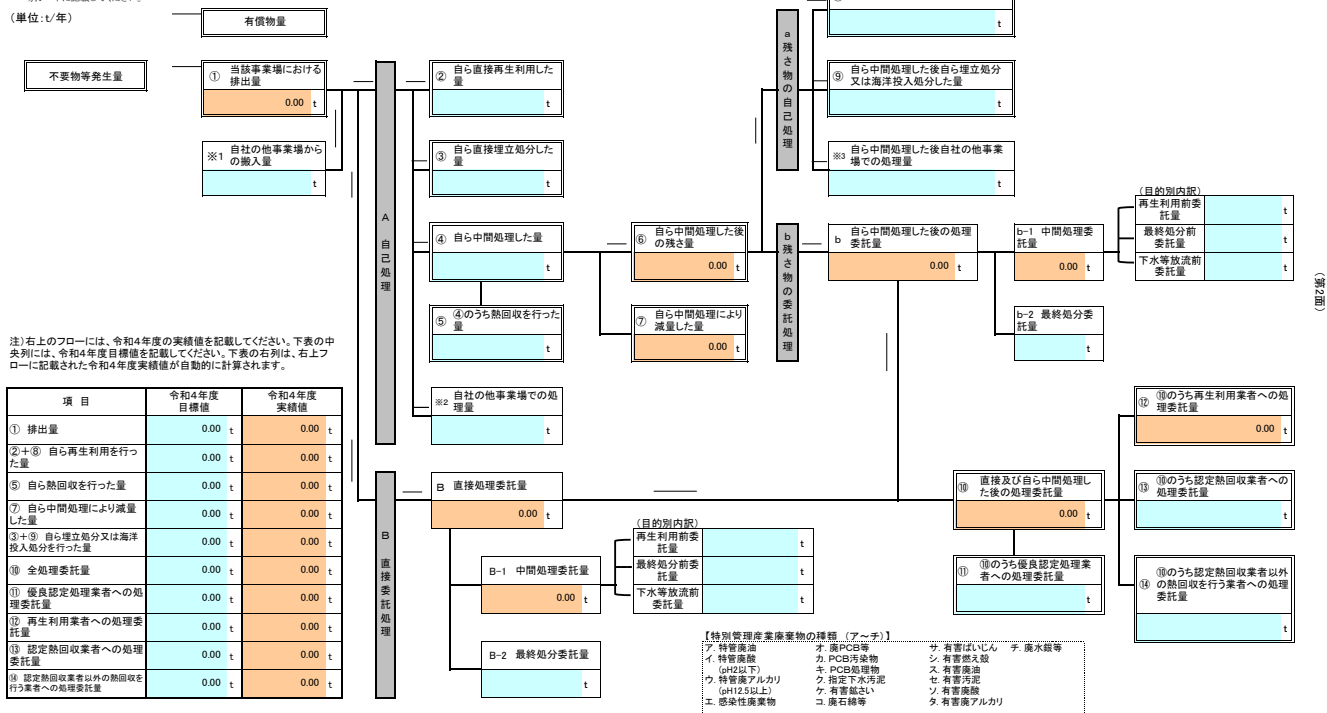 (単位:t/年)
有償物量
不要物等発生量
① 当該事業場における
排出量
0.00 t
※1 自社の他事業場から
の搬入量
t
A
自
己
処
理
② 自ら直接再生利用した
量
t
③ 自ら直接埋立処分した
量
t
④ 自ら中間処理した量
t
⑤ ④のうち熱回収を行った
量
t
※2 自社の他事業場での処
理量
t
⑥ 自ら中間処理した後
の残さ量
0.00 t
⑦ 自ら中間処理により
減量した量
0.00 t
a
残
さ
物
の
自
己
処
理
t
⑨ 自ら中間処理した後自ら埋立処分
又は海洋投入処分した量
t
※3 自ら中間処理した後自社の他事業
場での処理量
t
b
残
さ
物
の
委
託
処
理
b 自ら中間処理した後の処理
委託量
0.00 t
b-1 中間処理委
託量
0.00 t
b-2 最終処分委
託量
t
(目的別内訳)
再生利用前委
託量
t
最終処分前
委託量
t
下水等放流前
委託量
t
(第2面)
注)右上のフローには、令和4年度の実績値を記載してください。下表の中
央列には、令和4年度目標値を記載してください。下表の右列は、右上フ
ローに記載された令和4年度実績値が自動的に計算されます。
項 目 令和4年度 目標値 令和4年度 実績値
① 排出量 0.00 t 0.00 t
②+⑧ 自ら再生利用を行っ
た量 0.00 t 0.00 t
⑤ 自ら熱回収を行った量 0.00 t 0.00 t
⑦ 自ら中間処理により減量
した量 0.00 t 0.00 t
③+⑨ 自ら埋立処分又は海洋
投入処分を行った量 0.00 t 0.00 t
⑩ 全処理委託量 0.00 t 0.00 t
⑪ 優良認定処理業者への処
理委託量 0.00 t 0.00 t
⑫ 再生利用業者への処理委
託量 0.00 t 0.00 t
⑬ 認定熱回収業者への処理
委託量 0.00 t 0.00 t
⑭ 認定熱回収業者以外の熱回収を
行う業者への処理委託量 0.00 t 0.00 t
B
直
接
委
託
処
理
B 直接処理委託量
0.00 t
B-1 中間処理委託量
0.00 t
B-2 最終処分委託量
t
(目的別内訳)
再生利用前委
託量
t
最終処分前委
託量
t
下水等放流前
委託量
t
⑩ 直接及び自ら中間処理し
た後の処理委託量
0.00 t
⑪ ⑩のうち優良認定処理業
者への処理委託量
t
⑫ ⑩のうち再生利用業者への処
理委託量
0.00 t
⑬ ⑩のうち認定熱回収業者への
処理委託量
t
⑭ ⑩のうち認定熱回収業者以外
の熱回収を行う業者への処理
委託量
t
【特別管理産業廃棄物の種類 (ア~チ)】
ア. 特管廃油 オ. 廃PCB等 サ. 有害ばいじん チ. 廃水銀等
イ. 特管廃酸 カ. PCB汚染物 シ. 有害燃え殻
(pH2以下) キ. PCB処理物 ス. 有害廃油
ウ. 特管廃アルカリ ク. 指定下水汚泥 セ. 有害汚泥
(pH12.5以上) ケ. 有害鉱さい ソ. 有害廃酸
エ. 感染性廃棄物 コ. 廃石綿等 タ. 有害廃アルカリ